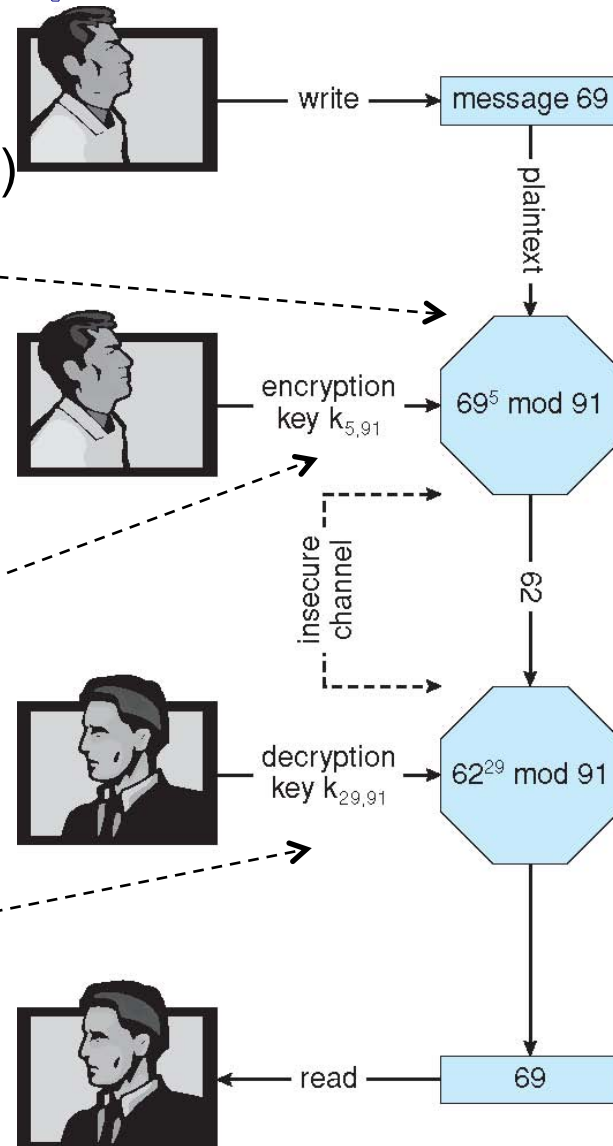 write
message 69
plaintext
)
encryption
key k₅,₉₁
69⁵ mod 91
insecure
channel
62
decryption
key k₂₉,₉₁
62²⁹ mod 91
read
69